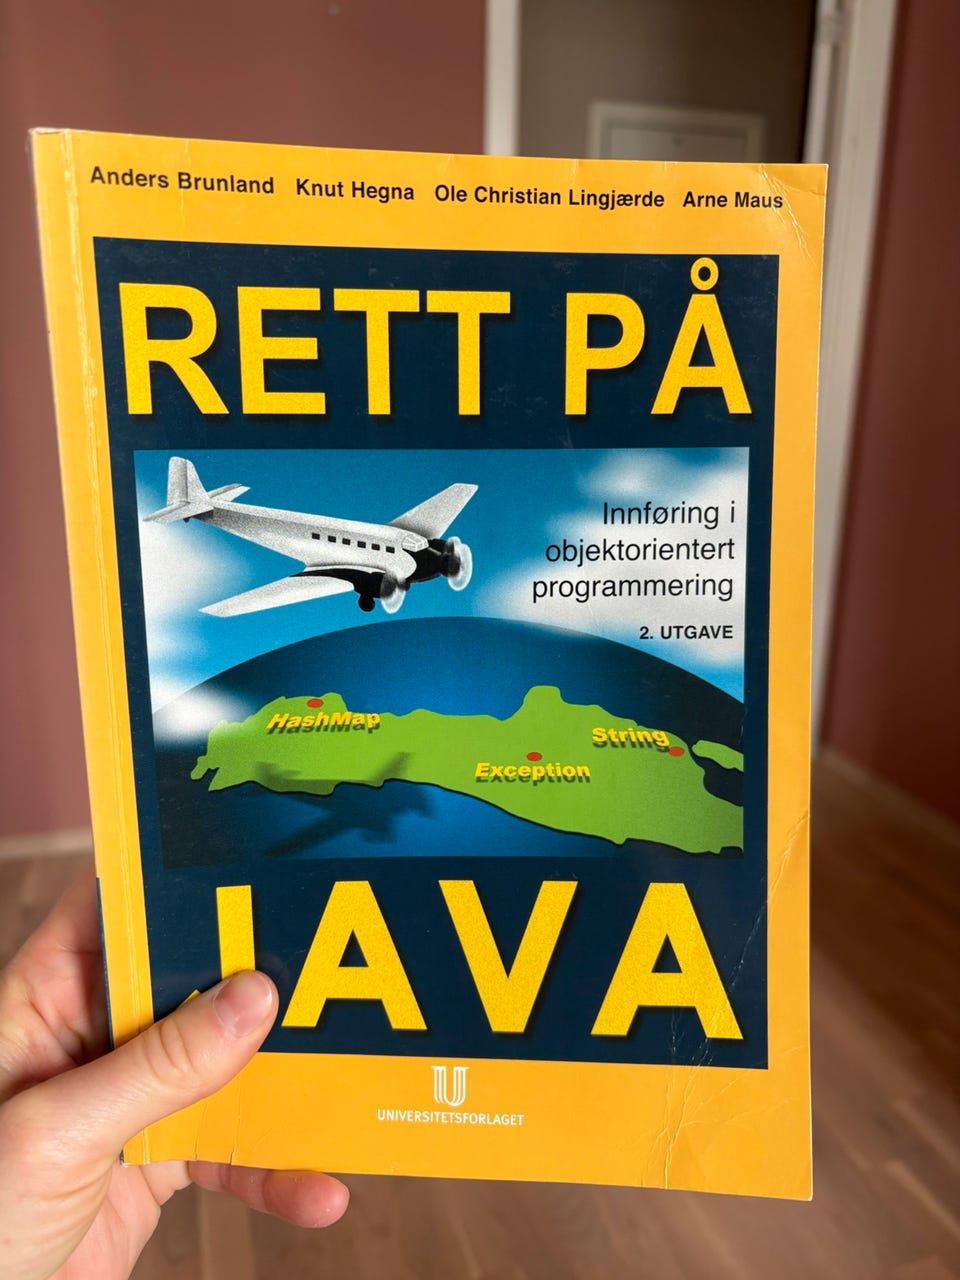 Anders Brunland Knut Hegna Ole Christian Lingjærde Arne Maus
RETT PÅ
Innføring i
objektorientert
programmering
2. UTGAVE
HashMap
String
Exception
JAVA
U
UNIVERSITETSFORLAGET